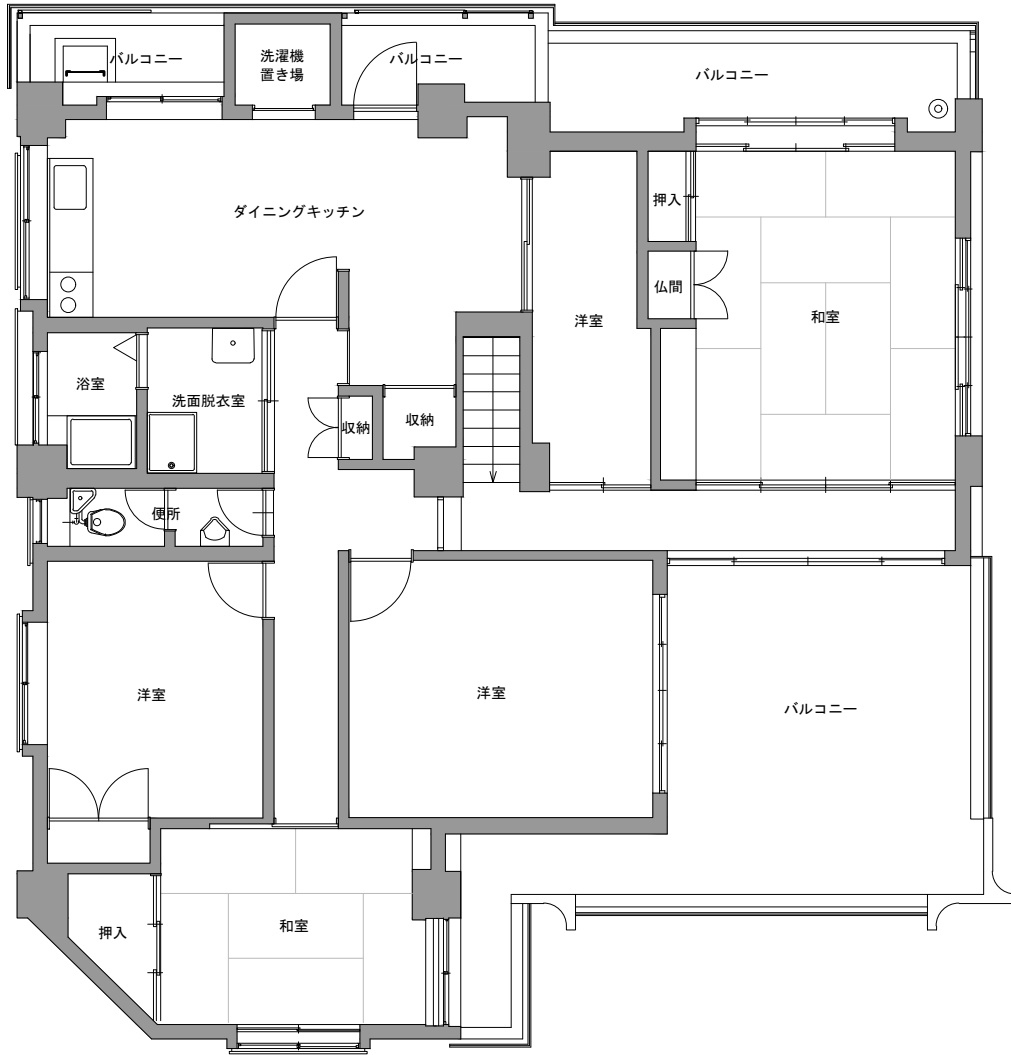 バルコニー
洗濯機
置き場
バルコニー
バルコニー
ダイニングキッチン
押入
仏間
洋室
和室
浴室
洗面脱衣室
収納
収納
便所
洋室
洋室
バルコニー
押入
和室